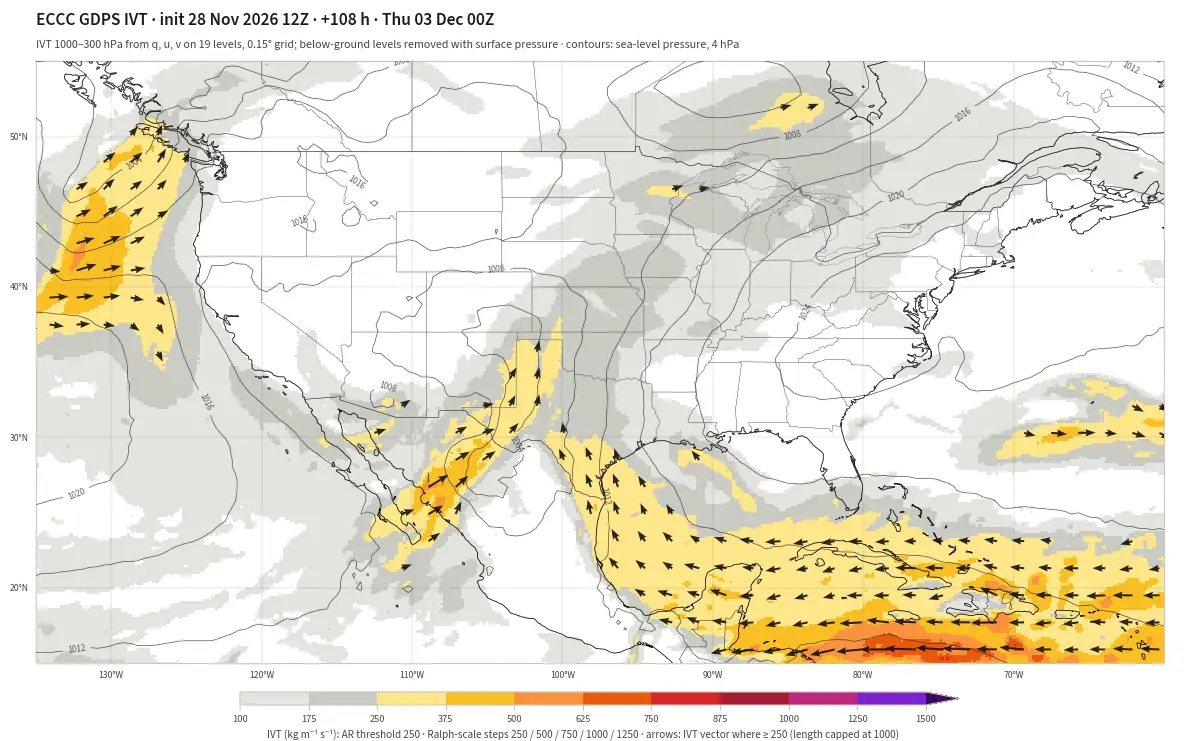 ECCC GDPS IVT · init 28 Nov 2026 12Z · +108 h · Thu 03 Dec 00Z
IVT 1000–300 hPa from q, u, v on 19 levels, 0.15° grid; below-ground levels removed with surface pressure · contours: sea-level pressure, 4 hPa
1012
1016
50°N
1008
1016
1020
1016
1008
40°N
1024
1008
1016
30°N
1020
1012
20°N
1012
130°W 120°W 110°W 100°W 90°W 80°W 70°W
100 175 250 375 500 625 750 875 1000 1250 1500
IVT (kg m⁻¹ s⁻¹): AR threshold 250 · Ralph-scale steps 250 / 500 / 750 / 1000 / 1250 · arrows: IVT vector where ≥ 250 (length capped at 1000)